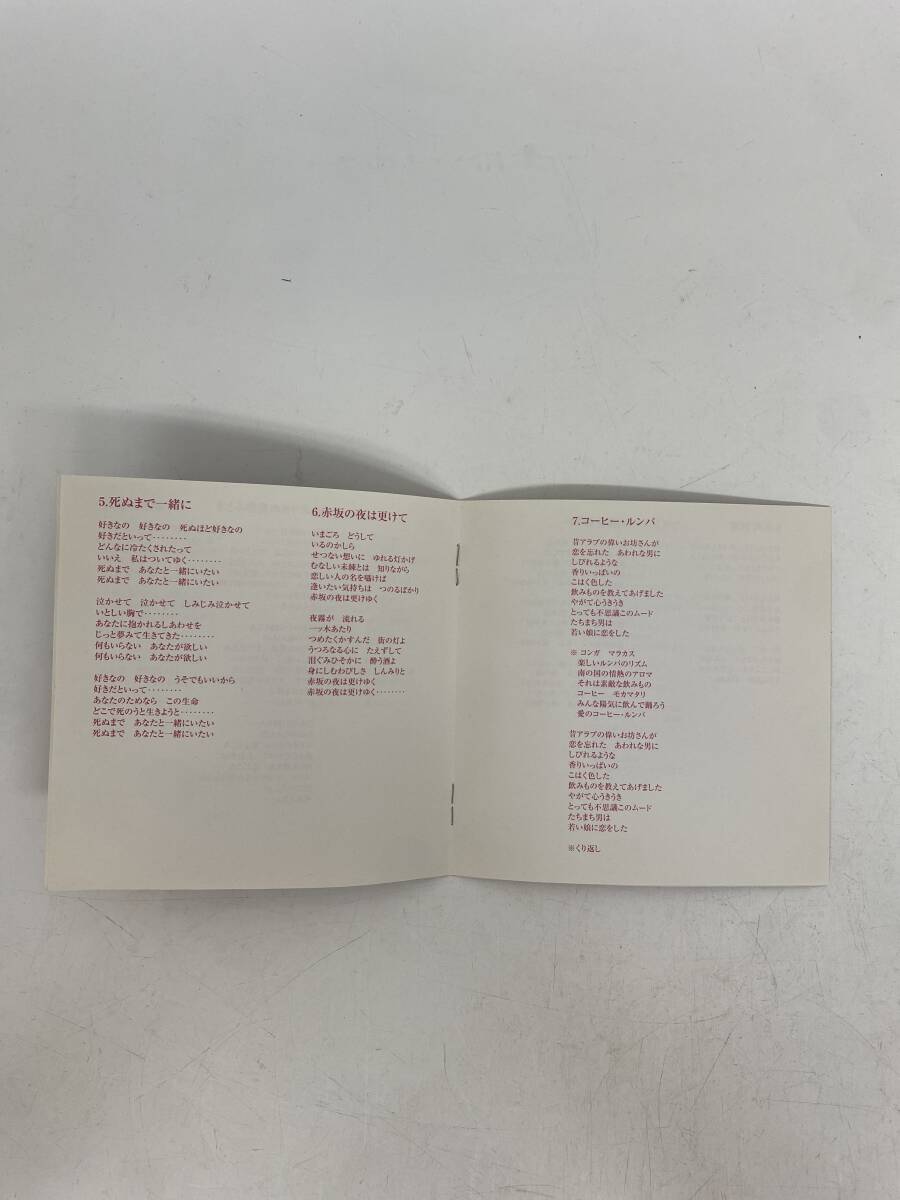 5.死ぬまで一緒に
好きなの　好きなの　死ぬほど好きなの
好きだといって‥‥‥‥
どんなに冷たくされたって
いいえ　私はついてゆく‥‥‥‥
死ぬまで　あなたと一緒にいたい
死ぬまで　あなたと一緒にいたい
泣かせて　泣かせて　しみじみ泣かせて
いとしい胸で‥‥‥‥
あなたに抱かれるしあわせを
じっと夢みて生きてきた‥‥‥‥
何もいらない　あなたが欲しい
何もいらない　あなたが欲しい
好きなの　好きなの　うそでもいいから
好きだといって‥‥‥‥
あなたのためなら　この生命
どこで死のうと生きようと‥‥‥‥
死ぬまで　あなたと一緒にいたい
死ぬまで　あなたと一緒にいたい
6.赤坂の夜は更けて
いまごろ　どうして
いるのかしら
せつない想いに　ゆれる灯かげ
むなしい未練とは　知りながら
恋しい人の名を囁けば
逢いたい気持ちは　つのるばかり
赤坂の夜は更けゆく
夜霧が　流れる
一ッ木あたり
つめたくかすんだ　街の灯よ
うつろなる心に　たえずして
泪ぐみひそかに　酔う酒よ
身にしむわびしさ　しんみりと
赤坂の夜は更けゆく
赤坂の夜は更けゆく‥‥‥‥
7.コーヒー・ルンバ
昔アラブの偉いお坊さんが
恋を忘れた　あわれな男に
しびれるような
香りいっぱいの
こはく色した
飲みものを教えてあげました
やがて心うきうき
とっても不思議このムード
たちまち男は
若い娘に恋をした
※ コンガ　マラカス
楽しいルンバのリズム
南の国の情熱のアロマ
それは素敵な飲みもの
コーヒー　モカマタリ
みんな陽気に飲んで踊ろう
愛のコーヒー・ルンバ
昔アラブの偉いお坊さんが
恋を忘れた　あわれな男に
しびれるような
香りいっぱいの
こはく色した
飲みものを教えてあげました
やがて心うきうき
とっても不思議このムード
たちまち男は
若い娘に恋をした
※くり返し